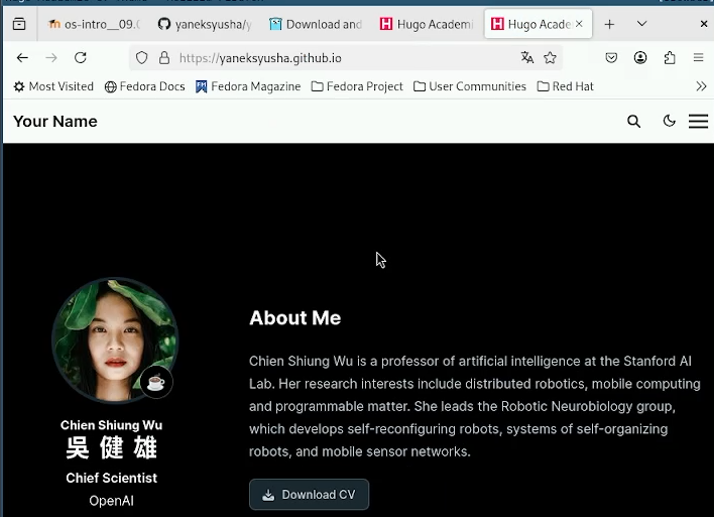 os-intro__09.
yaneksyusha/y
Download and
Hugo Academi
Hugo Acade
https://yaneksyusha.github.io
Most Visited
Fedora Docs
Fedora Magazine
Fedora Project
User Communities
Red Hat
Your Name
About Me
Chien Shiung Wu is a professor of artificial intelligence at the Stanford AI
Lab. Her research interests include distributed robotics, mobile computing
and programmable matter. She leads the Robotic Neurobiology group,
which develops self-reconfiguring robots, systems of self-organizing
robots, and mobile sensor networks.
Download CV
Chien Shiung Wu
吳健雄
Chief Scientist
OpenAI